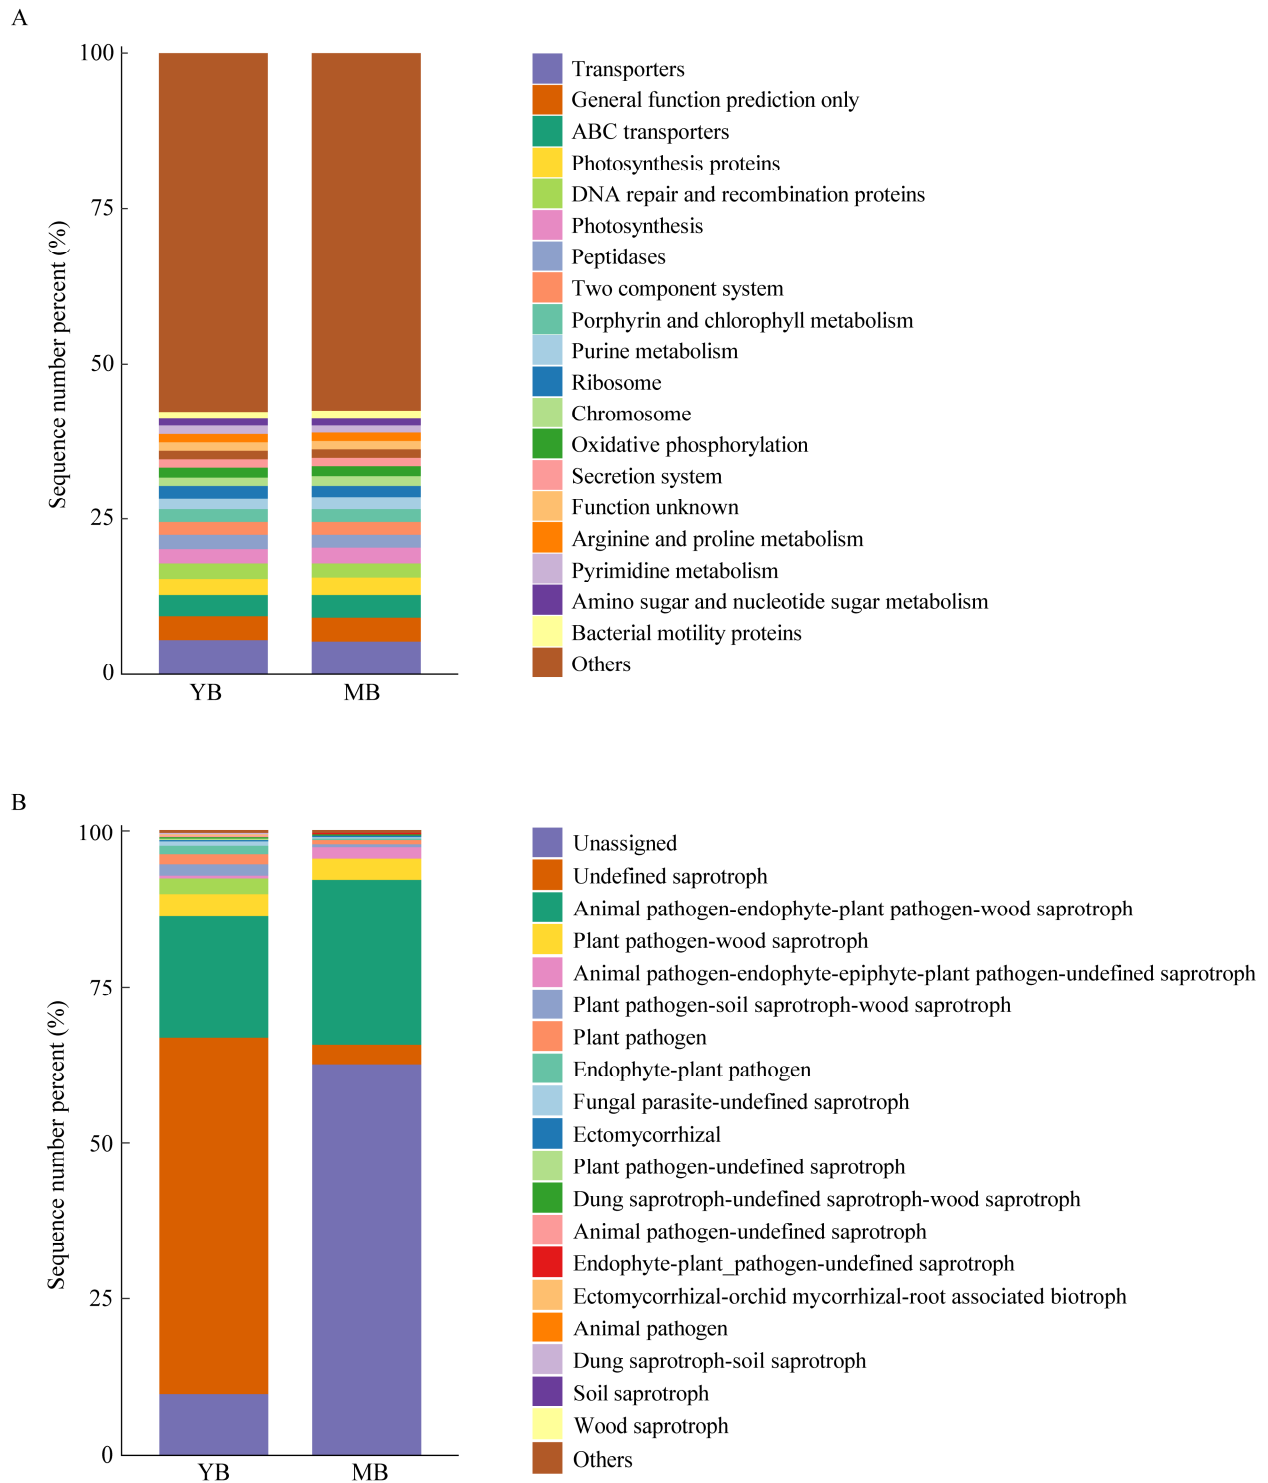 A
100
75
50
25
0
Sequence number percent (%)
YB
MB
Transporters
General function prediction only
ABC transporters
Photosynthesis proteins
DNA repair and recombination proteins
Photosynthesis
Peptidases
Two component system
Porphyrin and chlorophyll metabolism
Purine metabolism
Ribosome
Chromosome
Oxidative phosphorylation
Secretion system
Function unknown
Arginine and proline metabolism
Pyrimidine metabolism
Amino sugar and nucleotide sugar metabolism
Bacterial motility proteins
Others
B
100
75
50
25
0
Sequence number percent (%)
YB
MB
Unassigned
Undefined saprotroph
Animal pathogen-endophyte-plant pathogen-wood saprotroph
Plant pathogen-wood saprotroph
Animal pathogen-endophyte-epiphyte-plant pathogen-undefined saprotroph
Plant pathogen-soil saprotroph-wood saprotroph
Plant pathogen
Endophyte-plant pathogen
Fungal parasite-undefined saprotroph
Ectomycorrhizal
Plant pathogen-undefined saprotroph
Dung saprotroph-undefined saprotroph-wood saprotroph
Animal pathogen-undefined saprotroph
Endophyte-plant_pathogen-undefined saprotroph
Ectomycorrhizal-orchid mycorrhizal-root associated biotroph
Animal pathogen
Dung saprotroph-soil saprotroph
Soil saprotroph
Wood saprotroph
Others